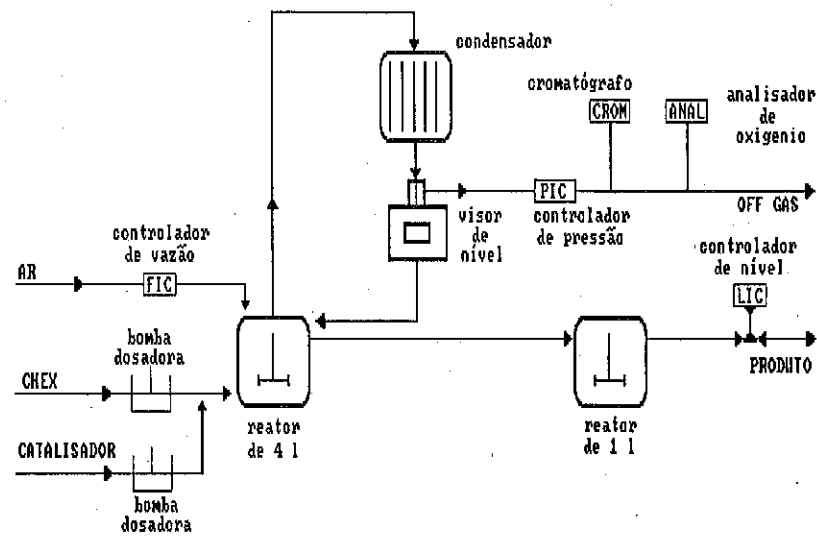 condensador
cromatógrafo
CROM
ANAL
analisador
de
oxigenio
PIC
OFF GAS
visor
de
nível
controlador
de pressão
controlador
de vazão
controlador
de nível
AR
FIC
LIC
bomba
dosadora
CHEX
PRODUTO
reator
de 4 l
reator
de 1 l
CATALISADOR
bomba
dosadora